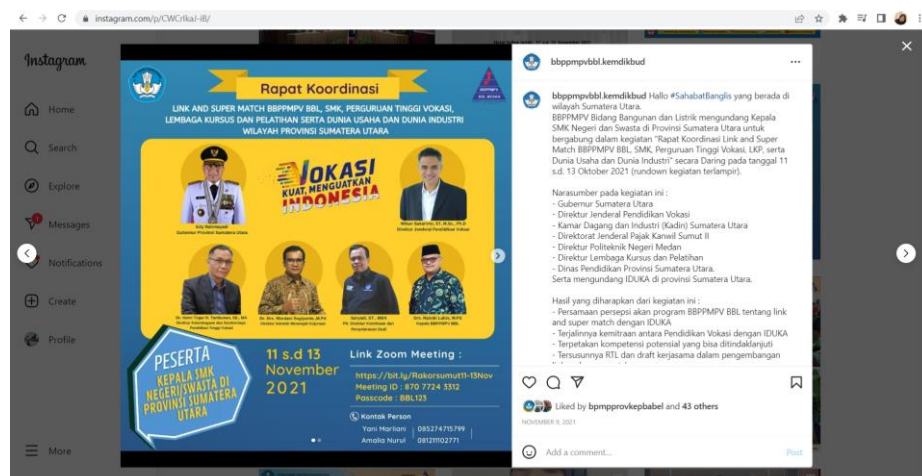 instagram.com/p/CWCrIkaJ-iB/
Instagram
Home
Search
Explore
Messages
Notifications
Create
Profile
More
Rapat Koordinasi
LINK AND SUPER MATCH BBPPMPV BBL, SMK, PERGURUAN TINGGI VOKASI,
LEMBAGA KURSUS DAN PELATIHAN SERTA DUNIA USAHA DAN DUNIA INDUSTRI
WILAYAH PROVINSI SUMATERA UTARA
VOKASI
KUAT, MENGUATKAN
INDONESIA
Edy Rahmayadi
Gubernur Provinsi Sumatera Utara
Wikan Sakarinto, ST, M.Sc., Ph.D
Direktur Jenderal Pendidikan Vokasi
PESERTA
KEPALA SMK
NEGERI/SWASTA DI
PROVINSI SUMATERA
UTARA
11 s.d 13
November
2021
Link Zoom Meeting :
https://bit.ly/Rakorsumut11-13Nov
Meeting ID : 870 7724 3312
Passcode : BBL123
Kontak Person
Yani Marliani 085274715799
Amalia Nurul 081211102771
bbppmpvbbl.kemdikbud
bbppmpvbbl.kemdikbud Hallo #SahabatBanglis yang berada di
wilayah Sumatera Utara.
BBPPMPV Bidang Bangunan dan Listrik mengundang Kepala
SMK Negeri dan Swasta di Provinsi Sumatera Utara untuk
bergabung dalam kegiatan "Rapat Koordinasi Link and Super
Match BBPPMPV BBL, SMK, Perguruan Tinggi Vokasi, LKP, serta
Dunia Usaha dan Dunia Industri" secara Daring pada tanggal 11
s.d. 13 Oktober 2021 (rundown kegiatan terlampir).
Narasumber pada kegiatan ini :
- Gubernur Sumatera Utara
- Direktur Jenderal Pendidikan Vokasi
- Kamar Dagang dan Industri (Kadin) Sumatera Utara
- Direktorat Jenderal Pajak Kanwil Sumut II
- Direktur Politeknik Negeri Medan
- Direktur Lembaga Kursus dan Pelatihan
- Dinas Pendidikan Provinsi Sumatera Utara.
Serta mengundang IDUKA di provinsi Sumatera Utara.
Hasil yang diharapkan dari kegiatan ini :
- Persamaan persepsi akan program BBPPMPV BBL tentang link
and super match dengan IDUKA
- Terjalinnya kemitraan antara Pendidikan Vokasi dengan IDUKA
- Terpetakan kompetensi potensial yang bisa ditindaklanjuti
- Tersusunnya RTL dan draft kerjasama dalam pengembangan
Liked by bpmpprovkepbabel and 43 others
NOVEMBER 9, 2021
Add a comment...
Post